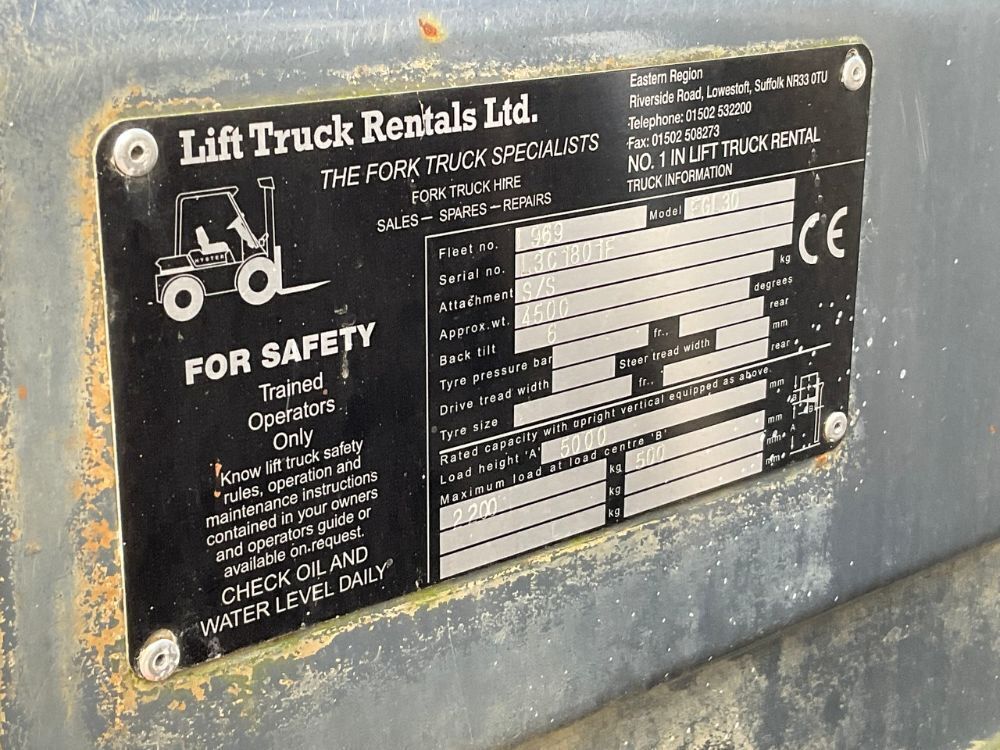 Lift Truck Rentals Ltd.
THE FORK TRUCK SPECIALISTS
FORK TRUCK HIRE
SALES — SPARES — REPAIRS
Eastern Region
Riverside Road, Lowestoft, Suffolk NR33 0TU
Telephone: 01502 532200
Fax: 01502 508273
NO. 1 IN LIFT TRUCK RENTAL
TRUCK INFORMATION
HYSTER
FOR SAFETY
Trained
Operators
Only
Know lift truck safety
rules, operation and
maintenance instructions
contained in your owners
and operators guide or
available on request.
CHECK OIL AND
WATER LEVEL DAILY
Fleet no. L969 Model FGL30
Serial no.
Attachment S/S
Approx. wt. 4500 kg
Back tilt 6 degrees
Tyre pressure bar fr., rear
Drive tread width Steer tread width mm
Tyre size fr., rear
Rated capacity with upright vertical equipped as above
Load height 'A' 5000 mm
Maximum load at load centre 'B'
2200 kg 500 mm
kg mm
kg mm
CE
B
A